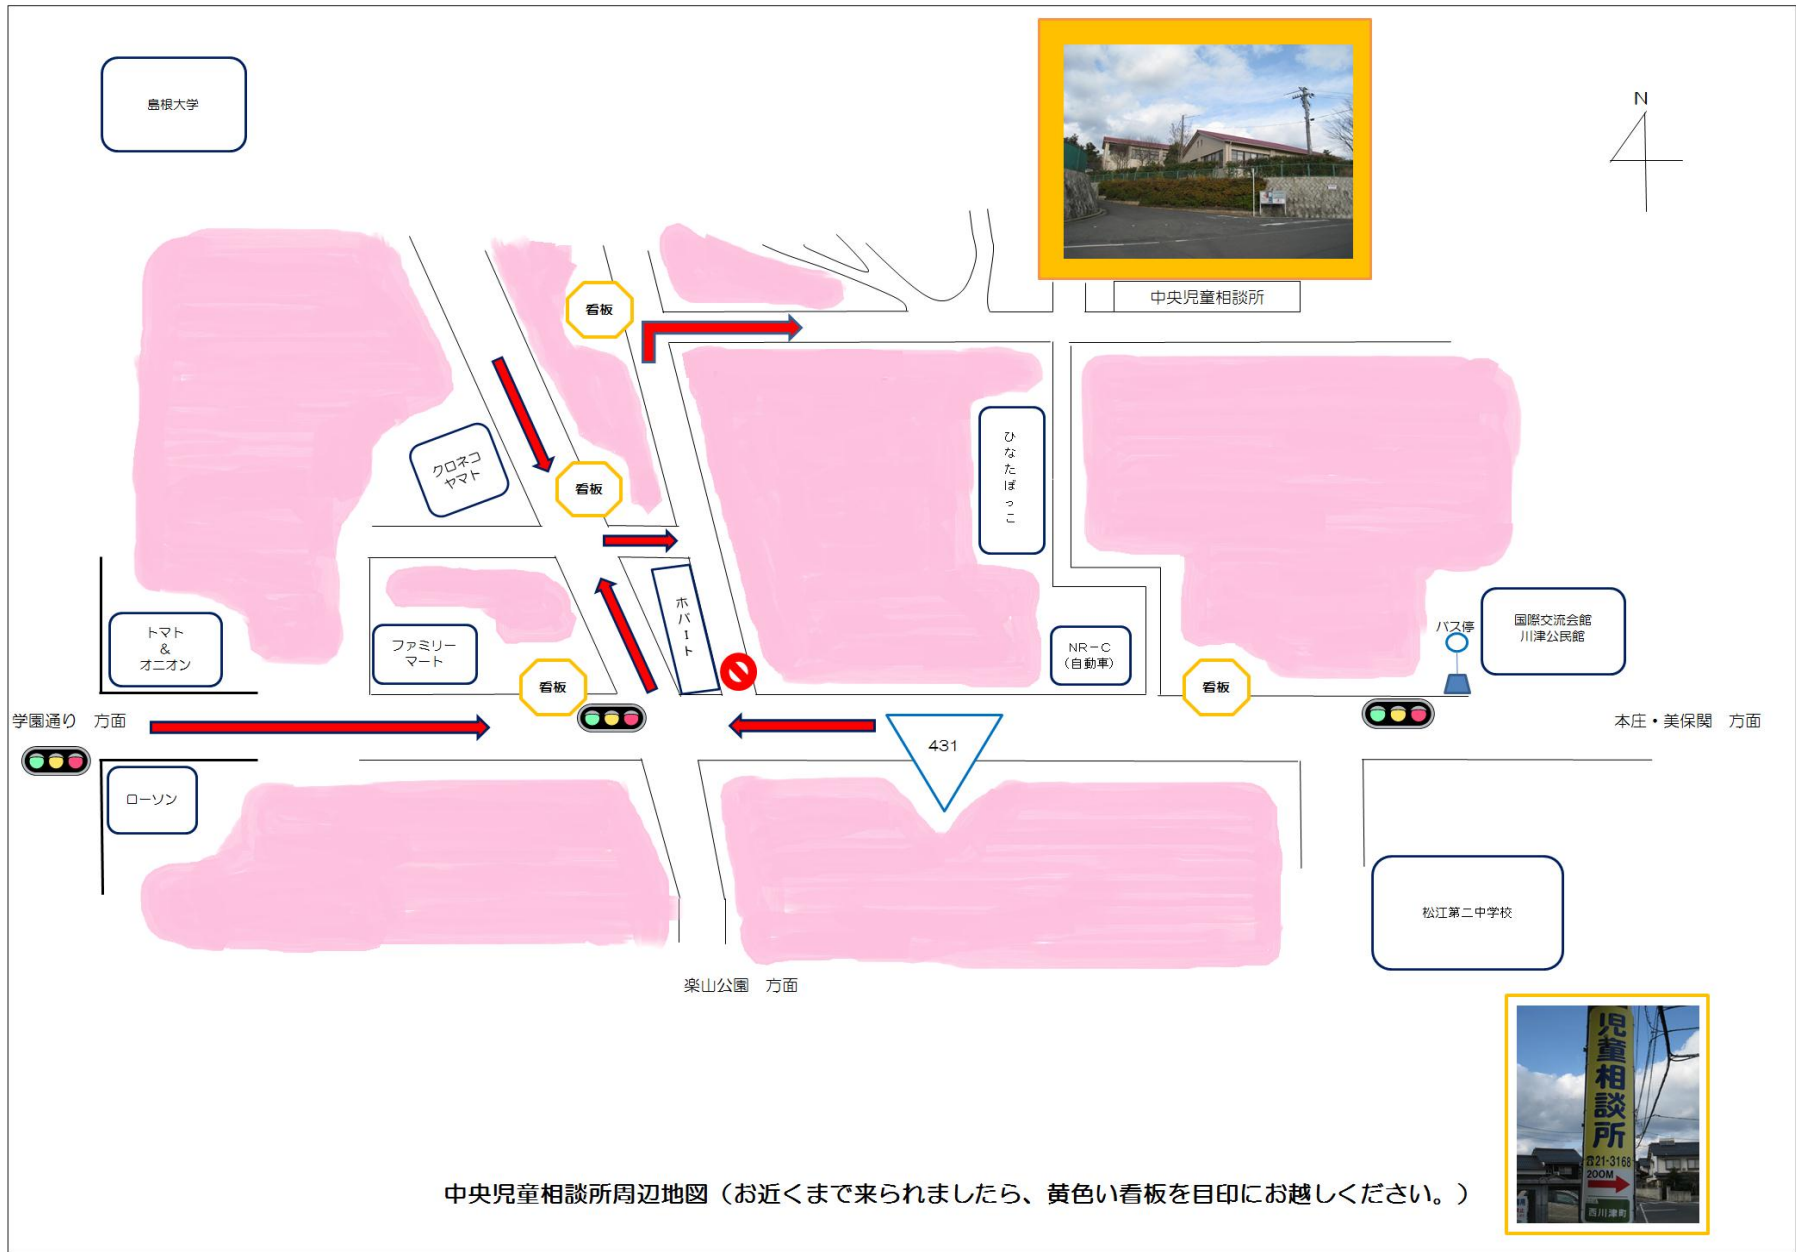 島根大学
N
中央児童相談所
看板
クロネコ
ヤマト
看板
ひなたぼっこ
ホバート
トマト
&
オニオン
ファミリー
マート
看板
NR-C
(自動車)
看板
バス停
国際交流会館
川津公民館
学園通り 方面
431
本庄・美保関 方面
ローソン
松江第二中学校
楽山公園 方面
児童相談所
☎21-3168
200M
西川津町
中央児童相談所周辺地図(お近くまで来られましたら、黄色い看板を目印にお越しください。)